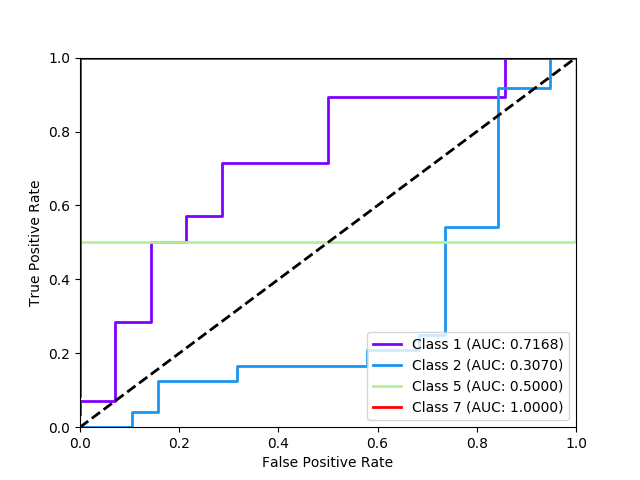 1.0
0.8
0.6
0.4
0.2
0.0
True Positive Rate
Class 1 (AUC: 0.7168)
Class 2 (AUC: 0.3070)
Class 5 (AUC: 0.5000)
Class 7 (AUC: 1.0000)
0.0 0.2 0.4 0.6 0.8 1.0
False Positive Rate